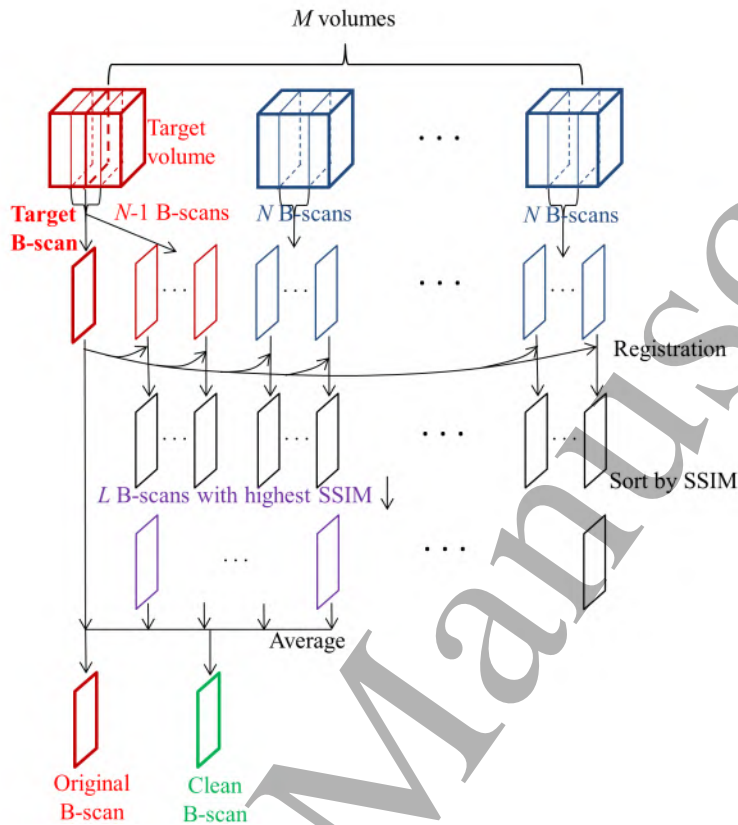 M volumes
Target
volume
Target
B-scan
N-1 B-scans
N B-scans
N B-scans
Registration
Sort by SSIM
L B-scans with highest SSIM
Average
Original
B-scan
Clean
B-scan
Manusc